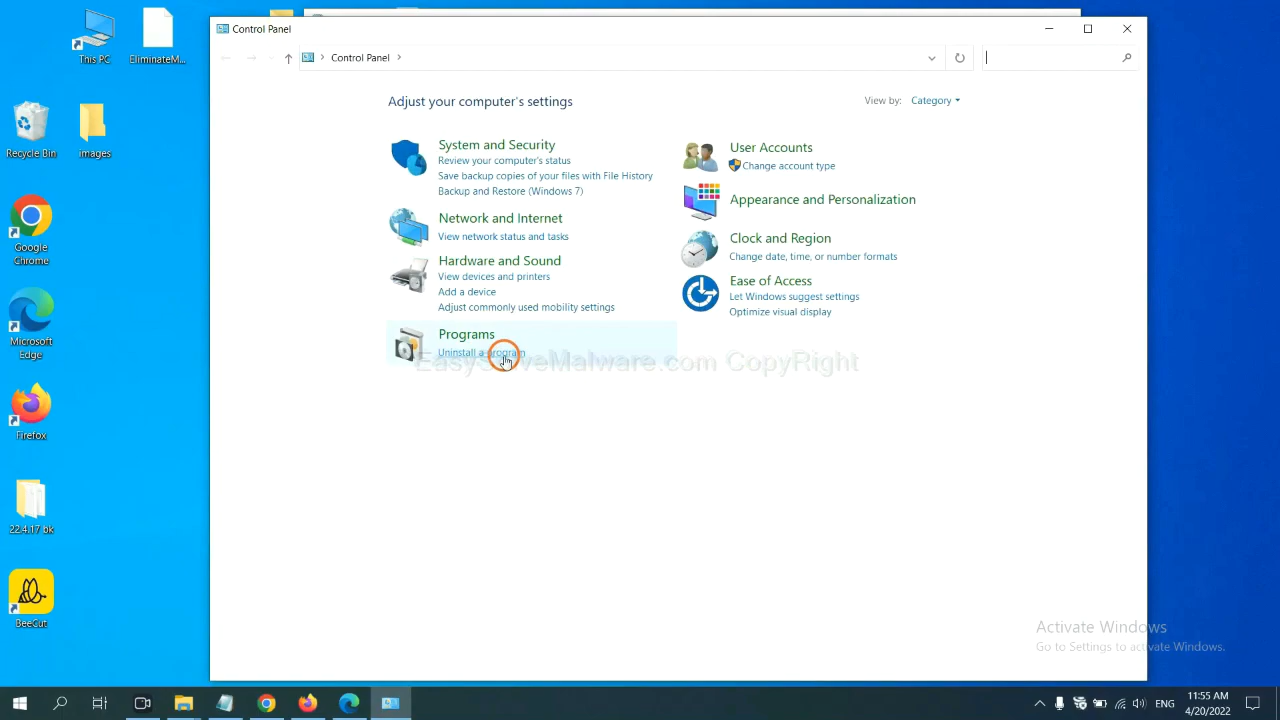 Control Panel
This PC
EliminateM...
Control Panel
Adjust your computer's settings
View by: Category
System and Security
Review your computer's status
Save backup copies of your files with File History
Backup and Restore (Windows 7)
Network and Internet
View network status and tasks
Hardware and Sound
View devices and printers
Add a device
Adjust commonly used mobility settings
Programs
Uninstall a program
User Accounts
Change account type
Appearance and Personalization
Clock and Region
Change date, time, or number formats
Ease of Access
Let Windows suggest settings
Optimize visual display
EasySolveMalware.com CopyRight
Recycle Bin
images
Google
Chrome
Microsoft
Edge
Firefox
22.4.17 bk
BeeCut
Activate Windows
Go to Settings to activate Windows.
ENG
11:55 AM
4/20/2022